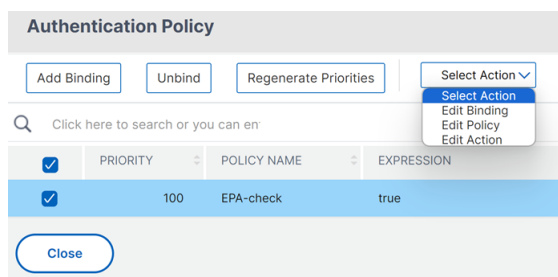 Authentication Policy
Add Binding Unbind Regenerate Priorities Select Action
Select Action
Edit Binding
Edit Policy
Edit Action
Click here to search or you can en
PRIORITY POLICY NAME EXPRESSION
100 EPA-check true
Close